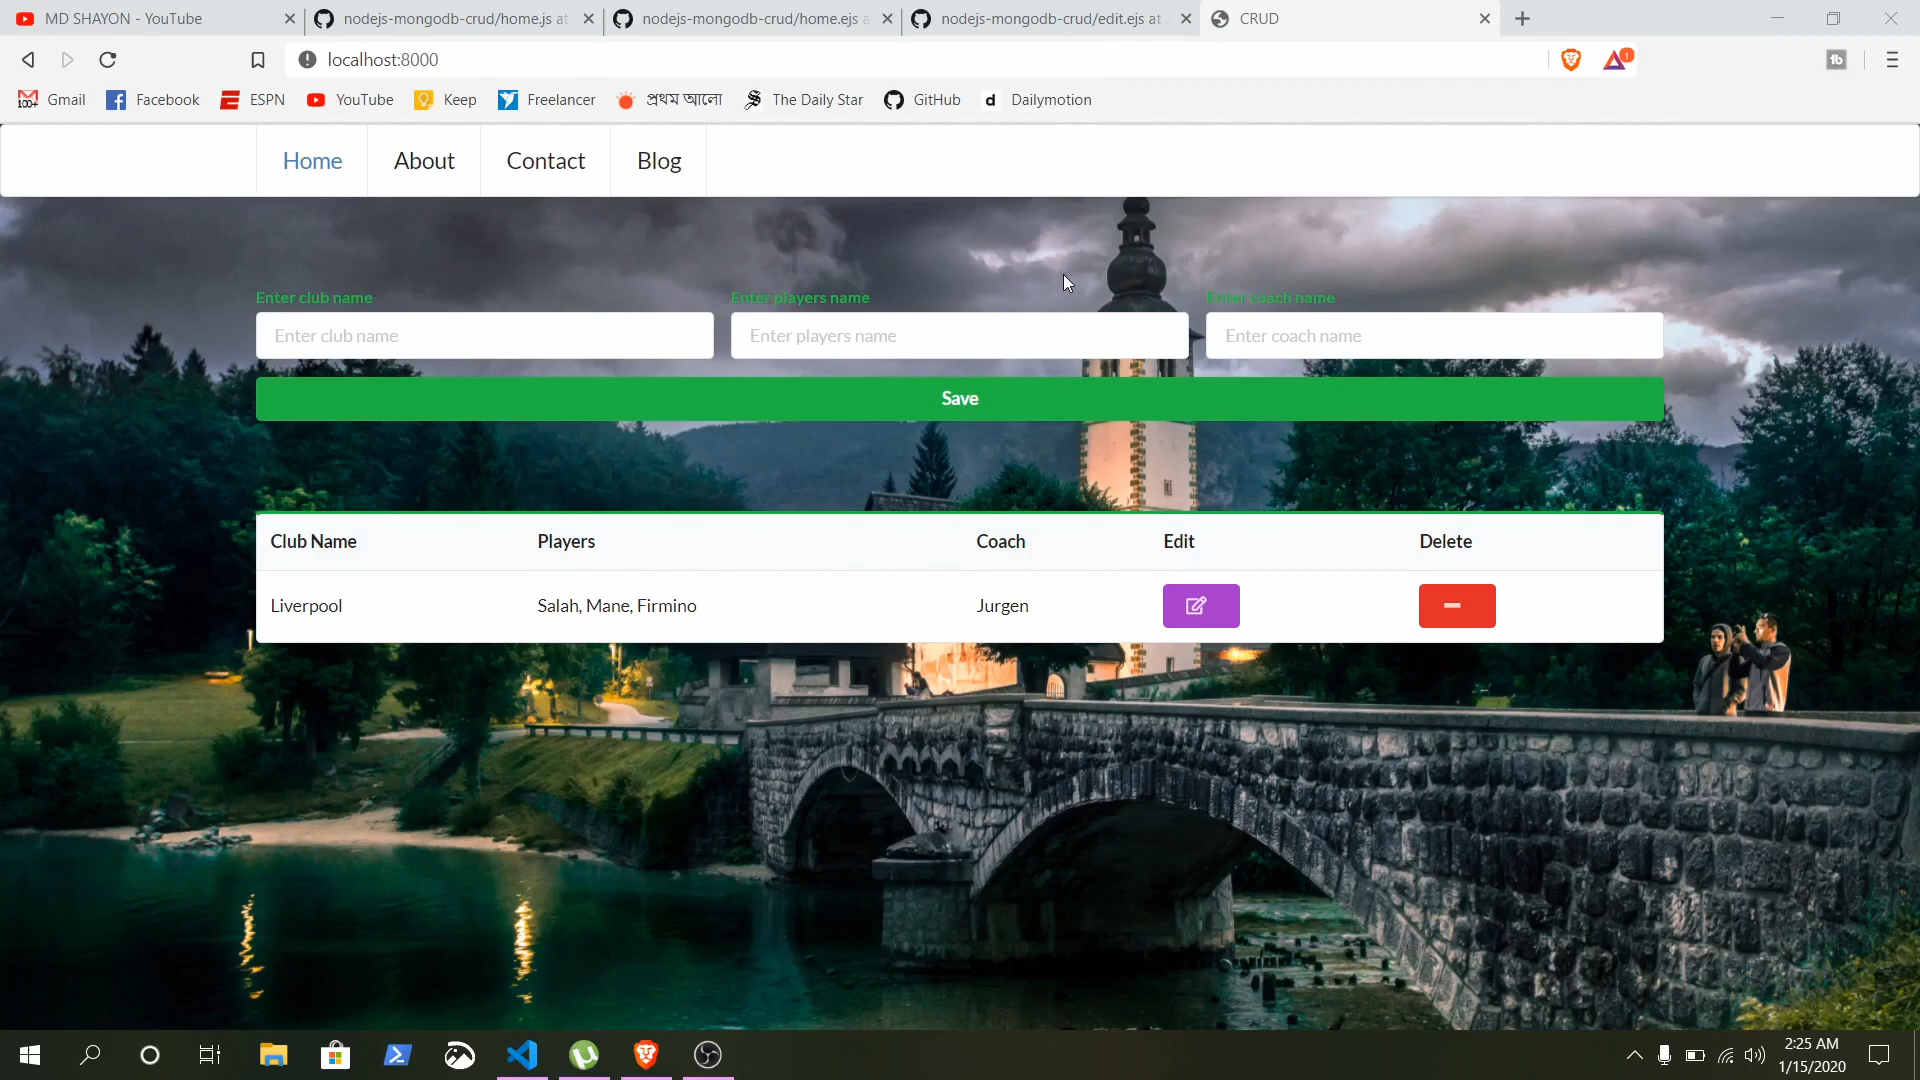 MD SHAYON - YouTube
nodejs-mongodb-crud/home.js at
nodejs-mongodb-crud/home.ejs a
nodejs-mongodb-crud/edit.ejs at
CRUD
localhost:8000
1
100+ Gmail
Facebook
ESPN
YouTube
Keep
Freelancer
প্রথম আলো
The Daily Star
GitHub
d Dailymotion
Home
About
Contact
Blog
Enter club name
Enter players name
Enter coach name
Enter club name
Enter players name
Enter coach name
Save
Club Name
Players
Coach
Edit
Delete
Liverpool
Salah, Mane, Firmino
Jurgen
2:25 AM
1/15/2020